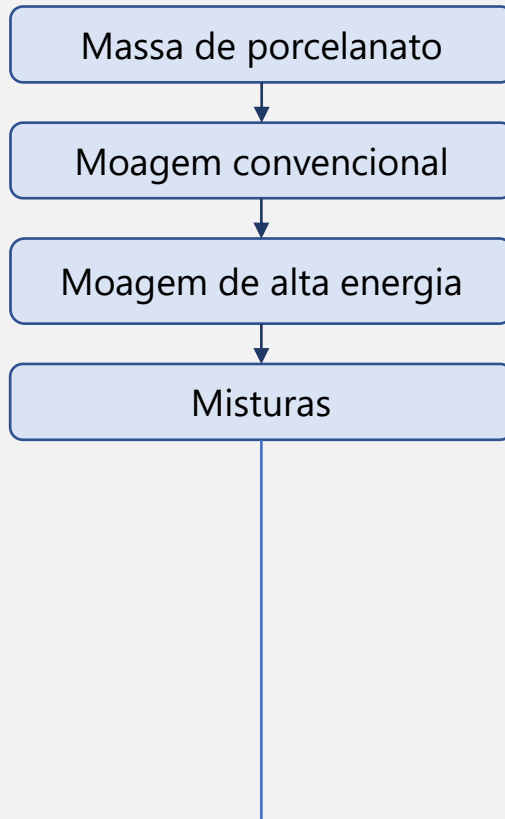 Massa de porcelanato
Moagem convencional
Moagem de alta energia
Misturas